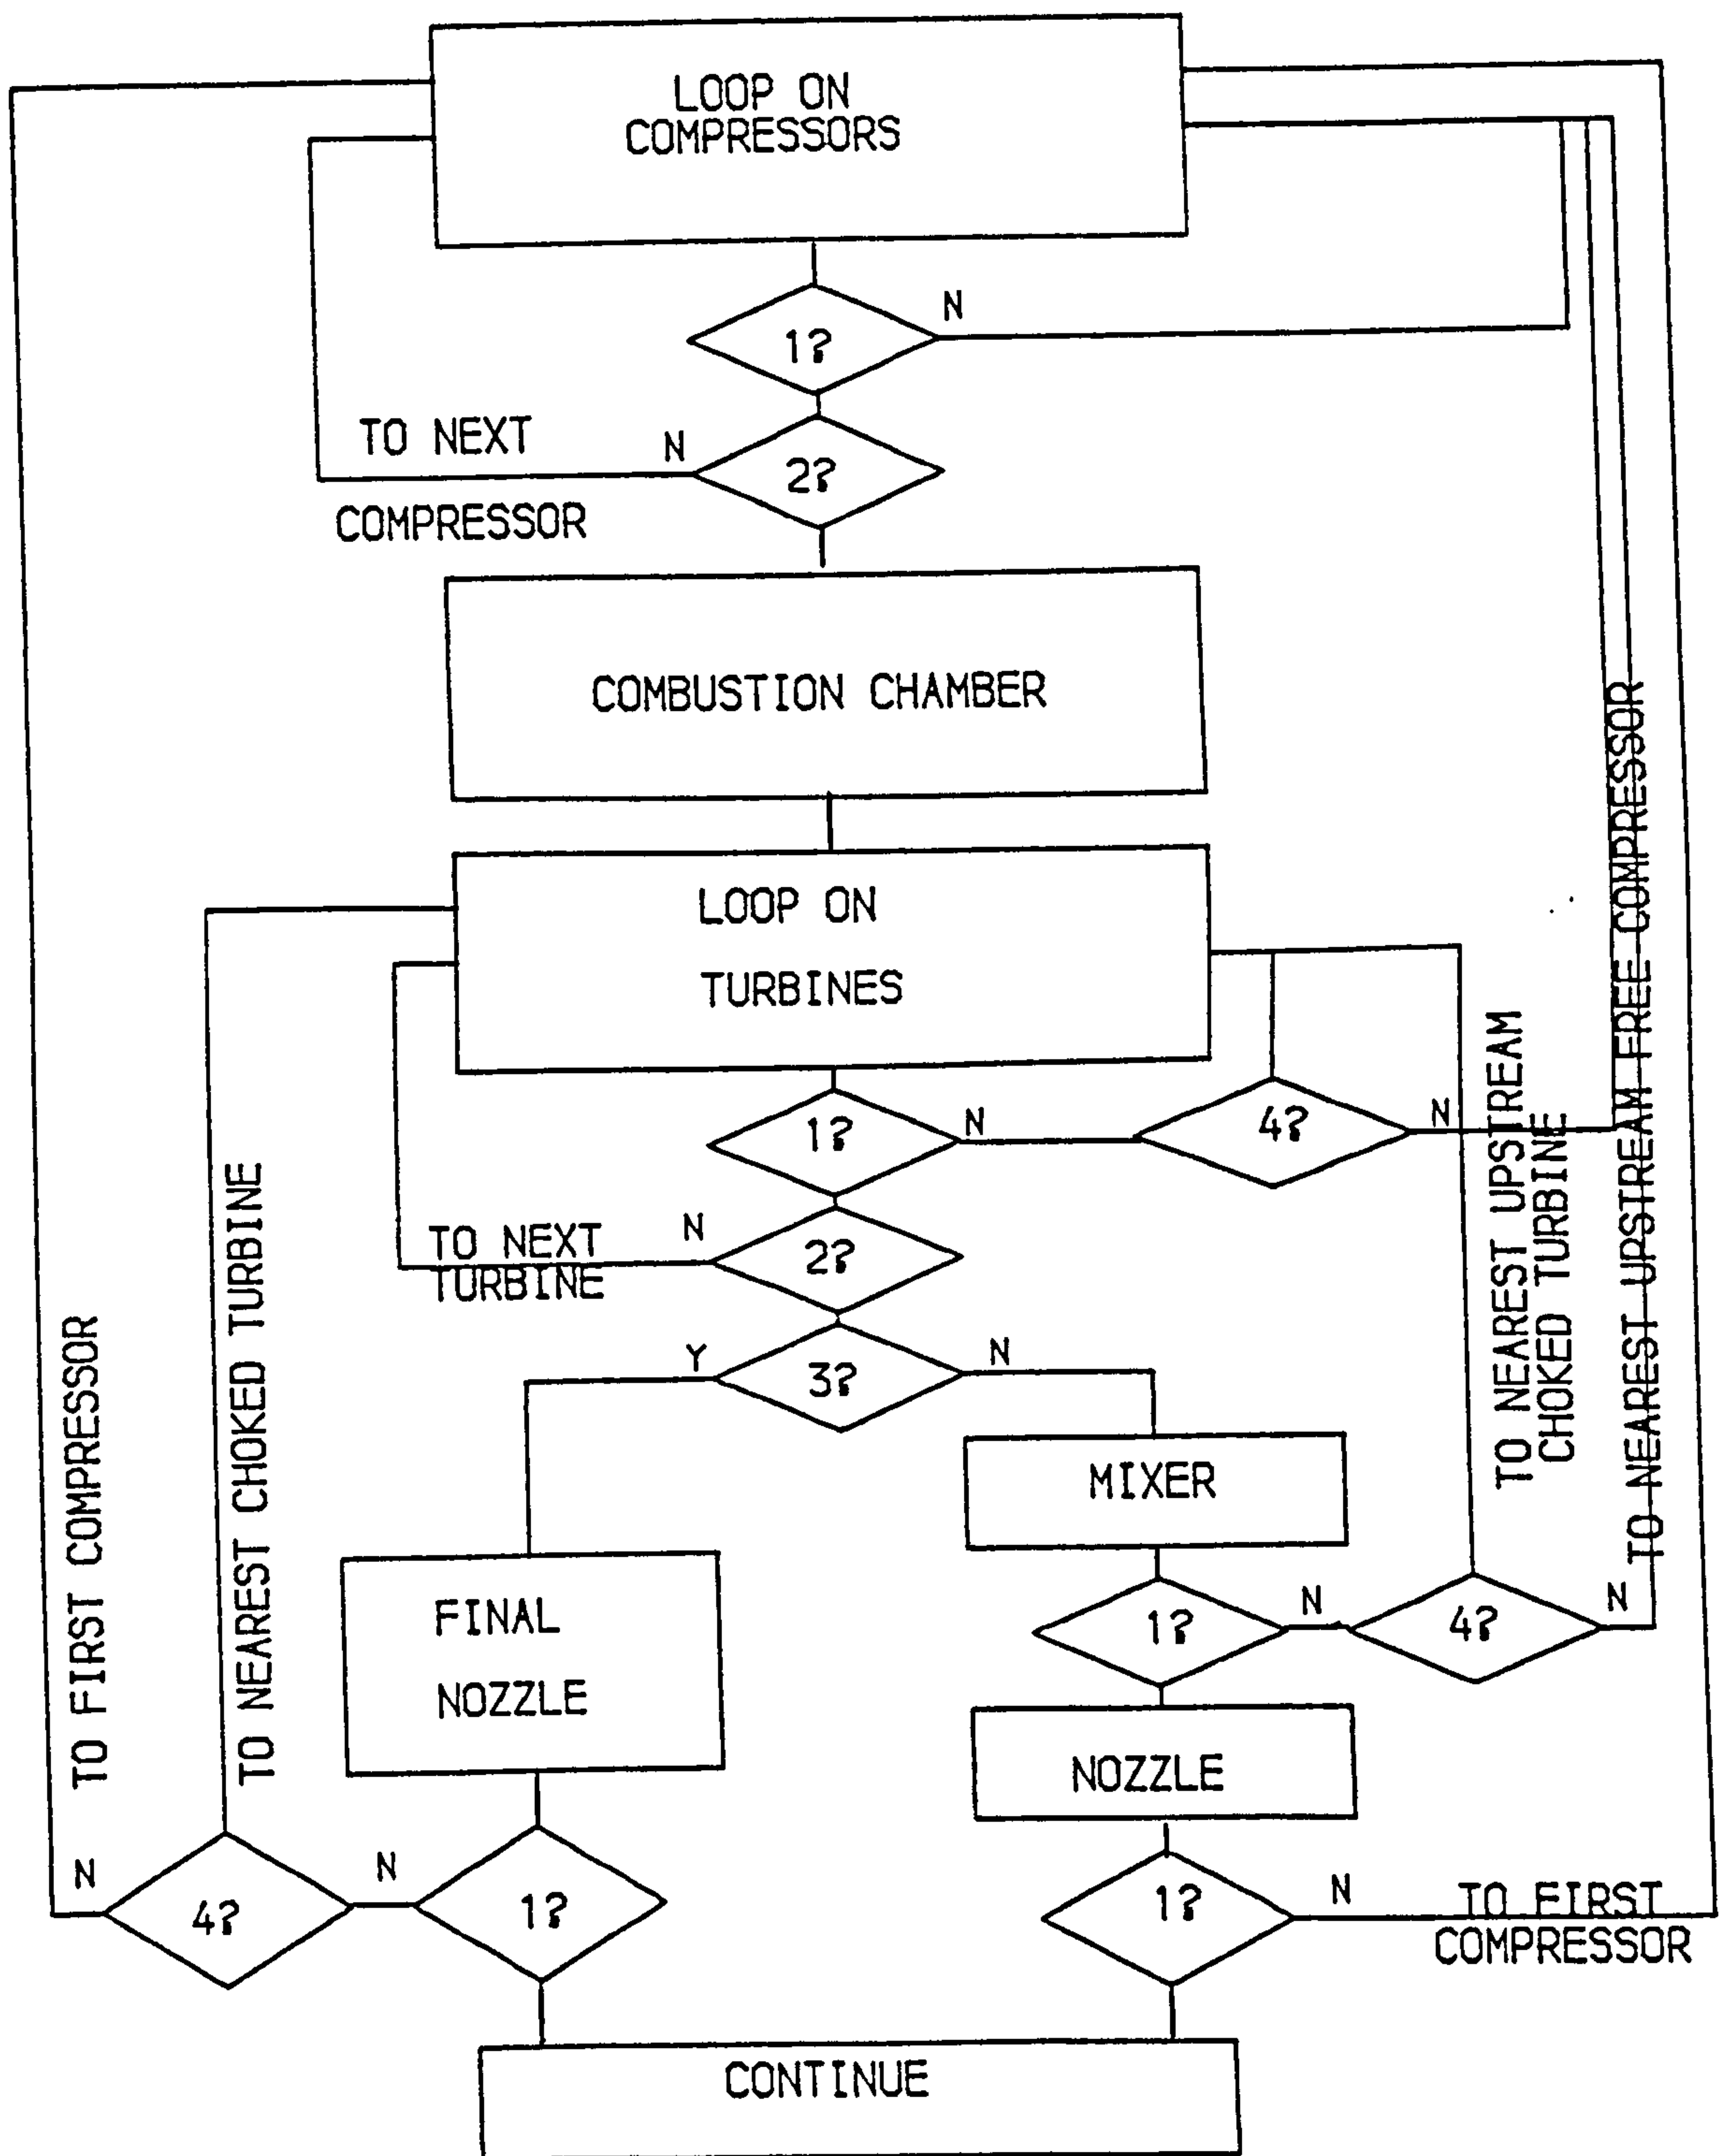 LOOP ON
COMPRESSORS
1?
N
TO NEXT
COMPRESSOR
N
2?
COMBUSTION CHAMBER
LOOP ON
TURBINES
1?
N
4?
N
TO NEXT
TURBINE
N
2?
Y
3?
N
MIXER
1?
N
4?
N
TO NEAREST UPSTREAM
CHOKED TURBINE
TO NEAREST UPSTREAM FREE COMPRESSOR
TO FIRST COMPRESSOR
TO NEAREST CHOKED TURBINE
FINAL
NOZZLE
NOZZLE
N
4?
N
1?
1?
N
TO FIRST
COMPRESSOR
CONTINUE